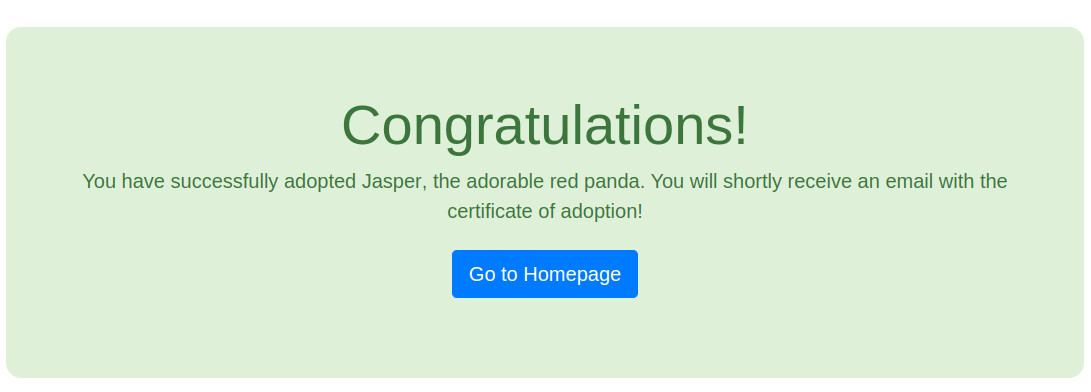 Congratulations!
You have successfully adopted Jasper, the adorable red panda. You will shortly receive an email with the
certificate of adoption!
Go to Homepage